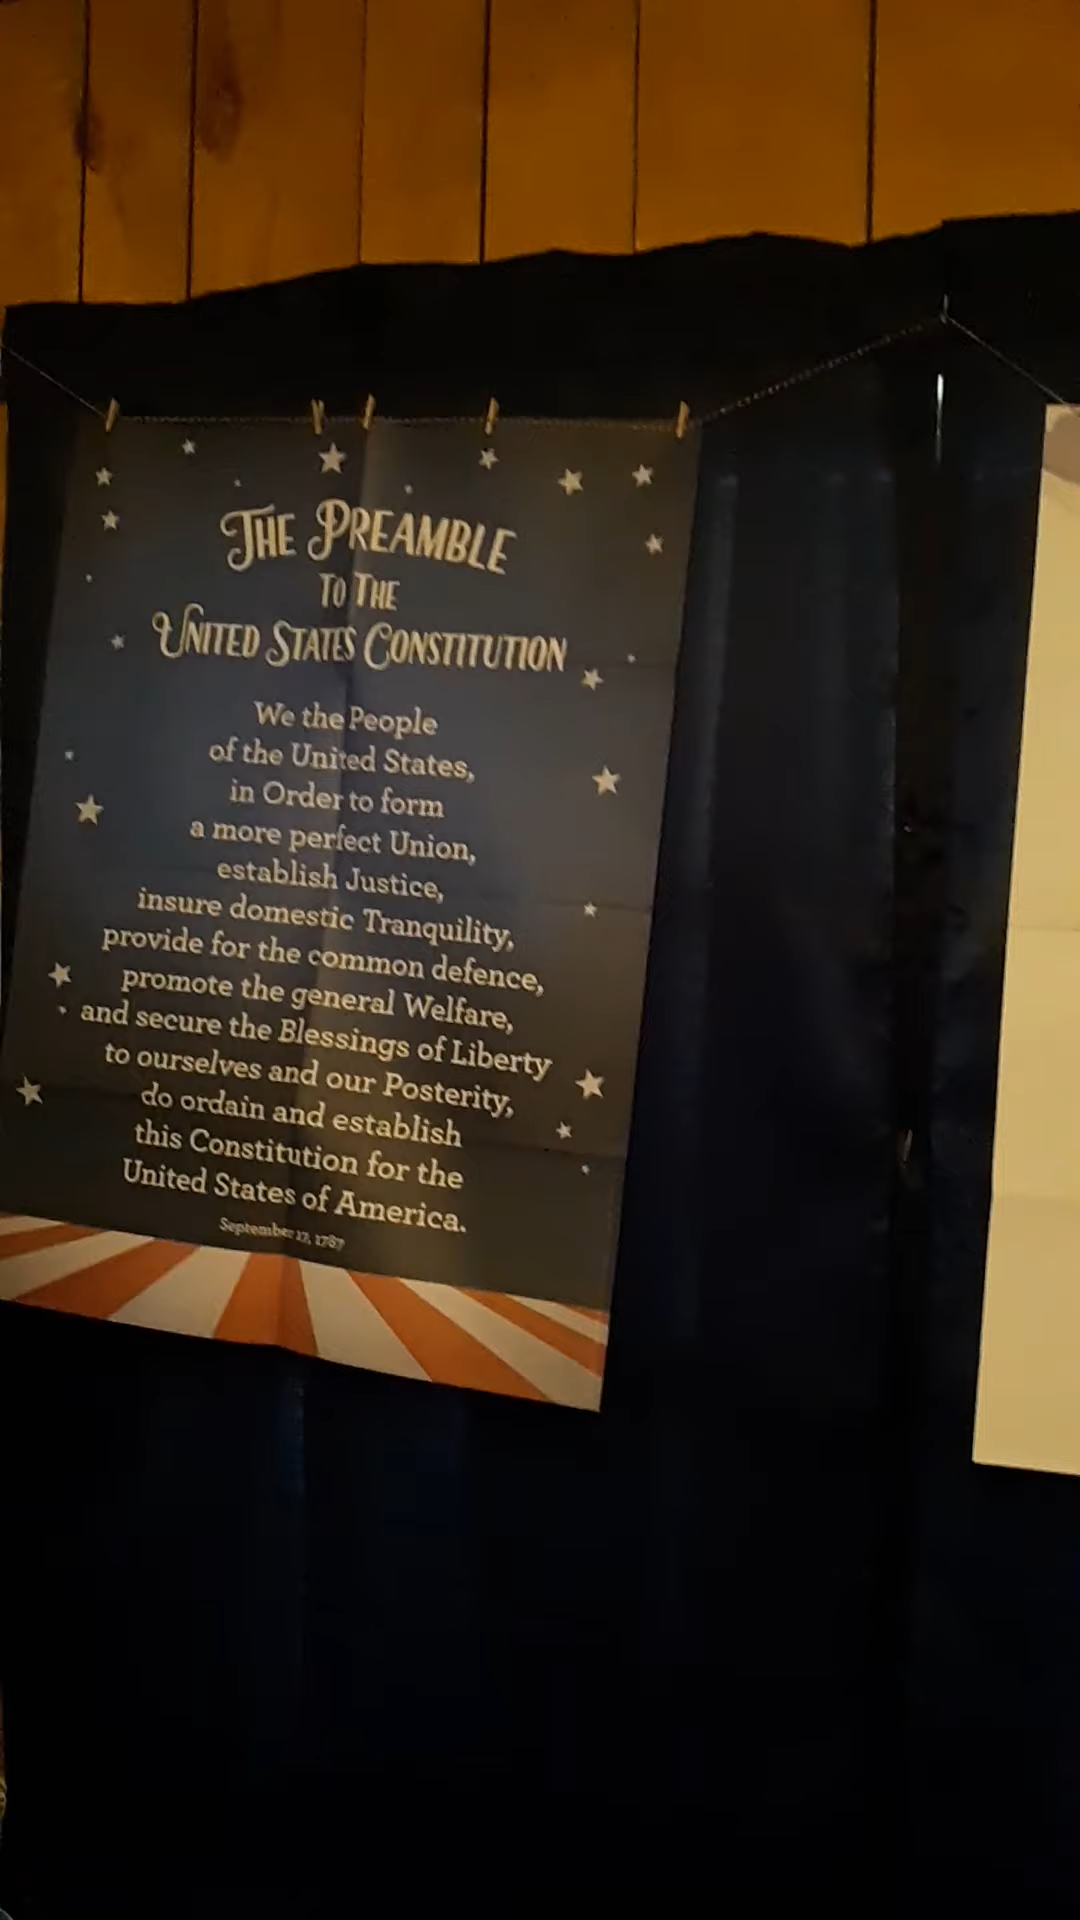 The Preamble
to the
United States Constitution
We the People
of the United States,
in Order to form
a more perfect Union,
establish Justice,
insure domestic Tranquility,
provide for the common defence,
promote the general Welfare,
and secure the Blessings of Liberty
to ourselves and our Posterity,
do ordain and establish
this Constitution for the
United States of America.
September 17, 1787